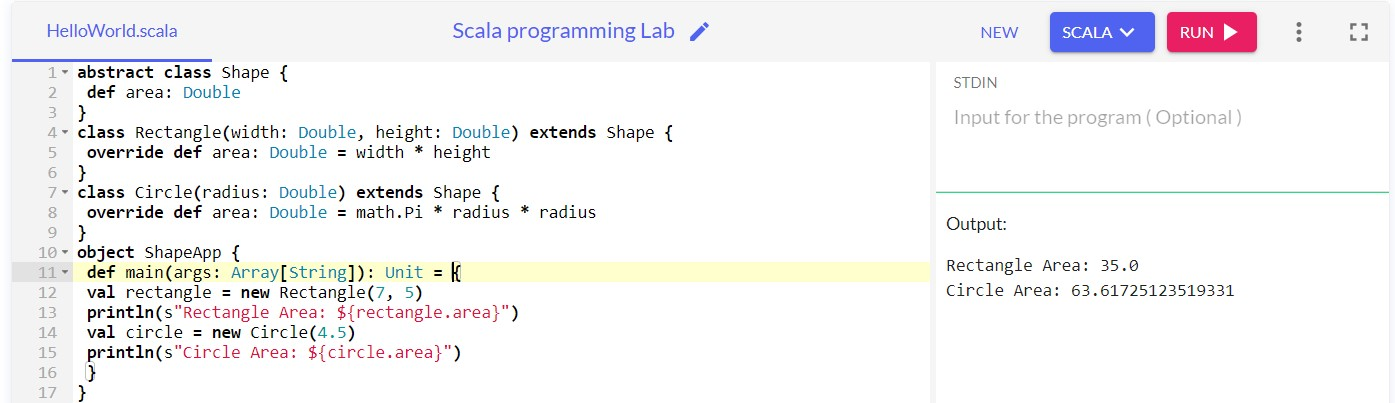 HelloWorld.scala
Scala programming Lab
NEW
SCALA
RUN
1 abstract class Shape {
2  def area: Double
3 }
4 class Rectangle(width: Double, height: Double) extends Shape {
5  override def area: Double = width * height
6 }
7 class Circle(radius: Double) extends Shape {
8  override def area: Double = math.Pi * radius * radius
9 }
10 object ShapeApp {
11  def main(args: Array[String]): Unit = {
12  val rectangle = new Rectangle(7, 5)
13  println(s"Rectangle Area: ${rectangle.area}")
14  val circle = new Circle(4.5)
15  println(s"Circle Area: ${circle.area}")
16  }
17 }
STDIN
Input for the program ( Optional )
Output:
Rectangle Area: 35.0
Circle Area: 63.61725123519331